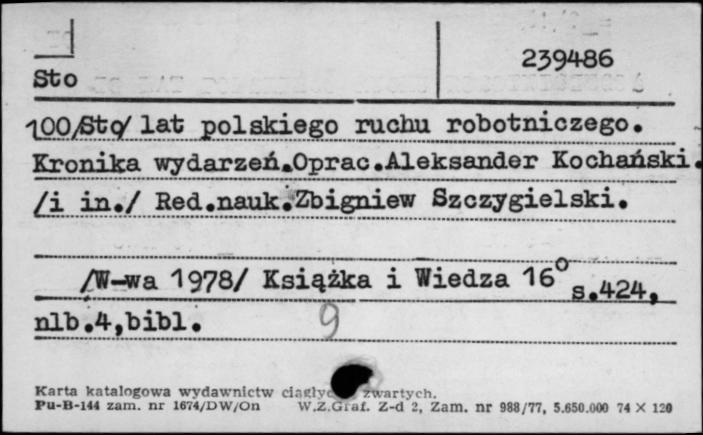 239486
Sto
100/Sto/ lat polskiego ruchu robotniczego.
Kronika wydarzeń.Oprac.Aleksander Kochański.
/i in./ Red.nauk.Zbigniew Szczygielski.
/W-wa 1978/ Książka i Wiedza 16° s.424,
nlb.4,bibl.
9
Karta katalogowa wydawnictw zwartych.
Pu-B-144 zam. nr 1674/DW/On W.Z.Graf. Z-d 2, Zam. nr 988/77, 5.650.000 74 X 120